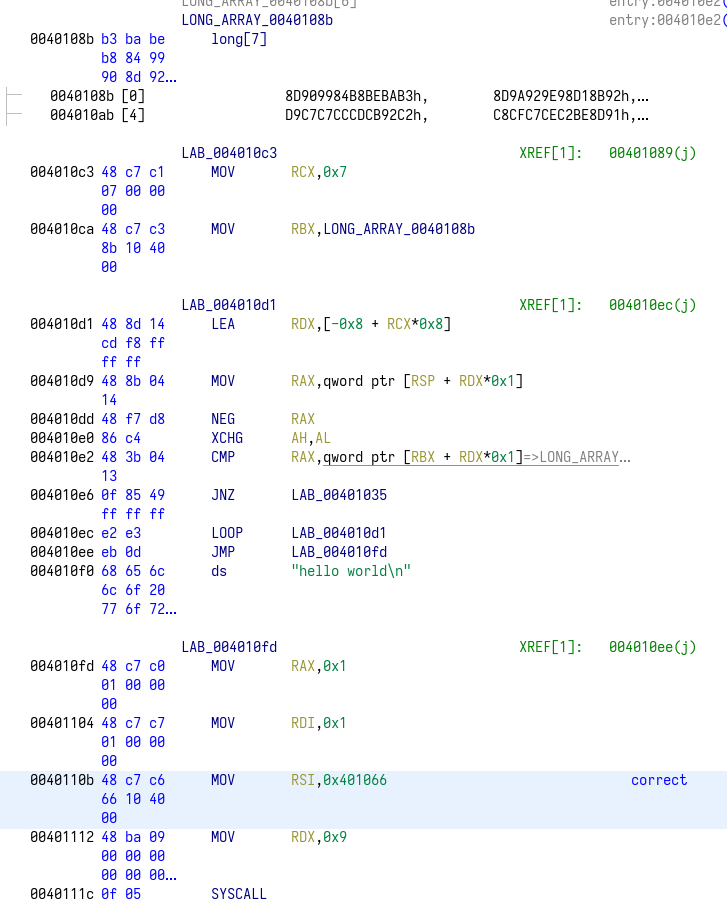 LONG_ARRAY_0040108b[6] entry:004010e2(
LONG_ARRAY_0040108b entry:004010e2(
0040108b b3 ba be long[7]
b8 84 99
90 8d 92...
0040108b [0] 8D909984B8BEBAB3h, 8D9A929E98D18B92h,...
004010ab [4] D9C7C7CCCDCB92C2h, C8CFC7CEC2BE8D91h,...
LAB_004010c3 XREF[1]: 00401089(j)
004010c3 48 c7 c1 MOV RCX,0x7
07 00 00
00
004010ca 48 c7 c3 MOV RBX,LONG_ARRAY_0040108b
8b 10 40
00
LAB_004010d1 XREF[1]: 004010ec(j)
004010d1 48 8d 14 LEA RDX,[-0x8 + RCX*0x8]
cd f8 ff
ff ff
004010d9 48 8b 04 MOV RAX,qword ptr [RSP + RDX*0x1]
14
004010dd 48 f7 d8 NEG RAX
004010e0 86 c4 XCHG AH,AL
004010e2 48 3b 04 CMP RAX,qword ptr [RBX + RDX*0x1]=>LONG_ARRAY...
13
004010e6 0f 85 49 JNZ LAB_00401035
ff ff ff
004010ec e2 e3 LOOP LAB_004010d1
004010ee eb 0d JMP LAB_004010fd
004010f0 68 65 6c ds "hello world\n"
6c 6f 20
77 6f 72...
LAB_004010fd XREF[1]: 004010ee(j)
004010fd 48 c7 c0 MOV RAX,0x1
01 00 00
00
00401104 48 c7 c7 MOV RDI,0x1
01 00 00
00
0040110b 48 c7 c6 MOV RSI,0x401066 correct
66 10 40
00
00401112 48 ba 09 MOV RDX,0x9
00 00 00
00 00 00...
0040111c 0f 05 SYSCALL